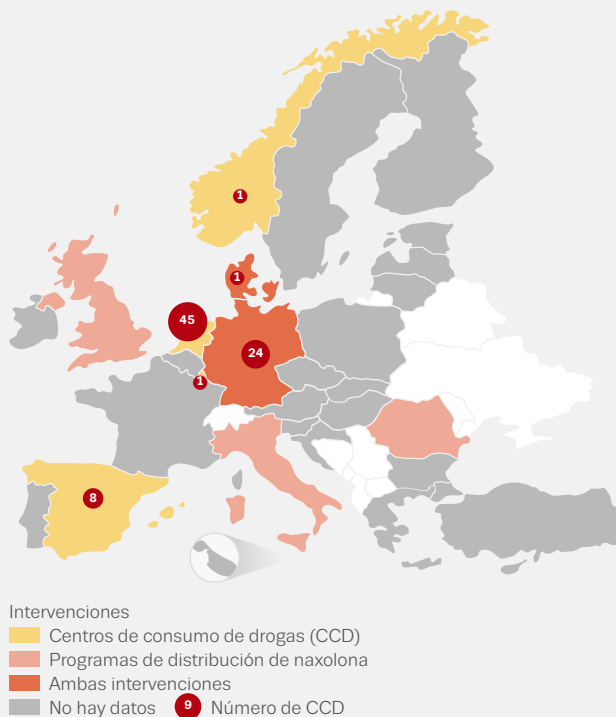 1
1
45
24
1
8
Intervenciones
Centros de consumo de drogas (CCD)
Programas de distribución de naxolona
Ambas intervenciones
No hay datos 9 Número de CCD